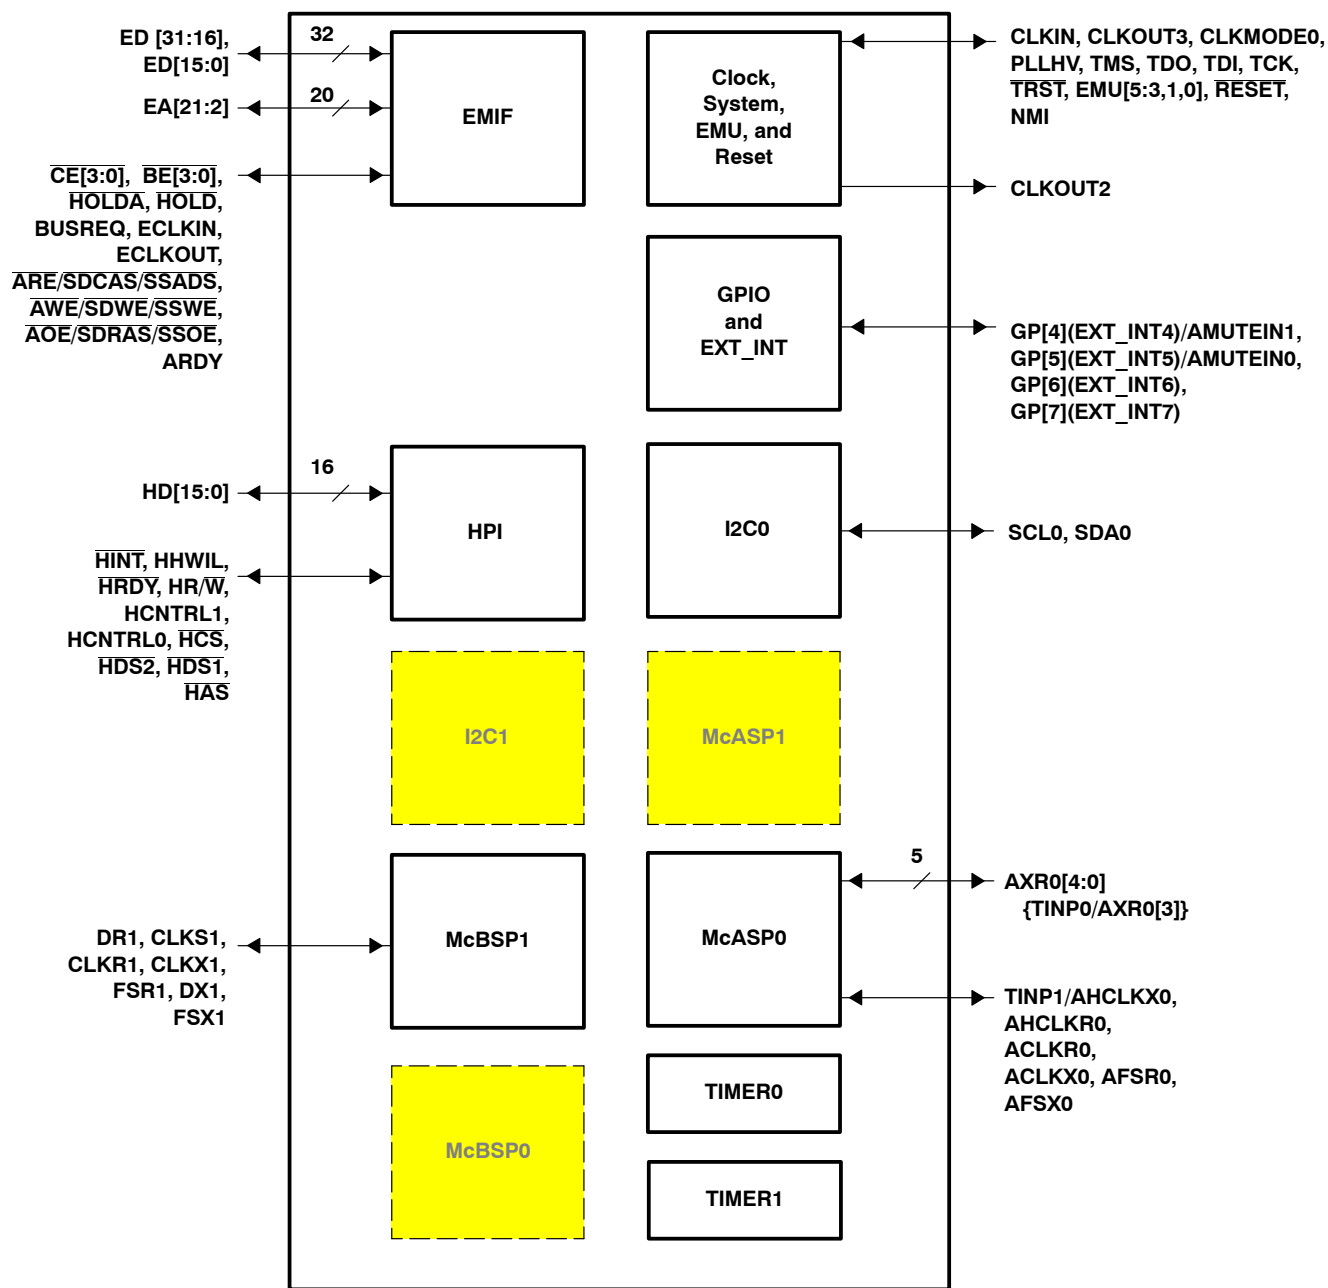 ED [31:16],
ED[15:0]
32
EA[21:2]
20
EMIF
CE[3:0], BE[3:0],
HOLDA, HOLD,
BUSREQ, ECLKIN,
ECLKOUT,
ARE/SDCAS/SSADS,
AWE/SDWE/SSWE,
AOE/SDRAS/SSOE,
ARDY
Clock,
System,
EMU, and
Reset
CLKIN, CLKOUT3, CLKMODE0,
PLLHV, TMS, TDO, TDI, TCK,
TRST, EMU[5:3,1,0], RESET,
NMI
CLKOUT2
GPIO
and
EXT_INT
GP[4](EXT_INT4)/AMUTEIN1,
GP[5](EXT_INT5)/AMUTEIN0,
GP[6](EXT_INT6),
GP[7](EXT_INT7)
HD[15:0]
16
HPI
HINT, HHWIL,
HRDY, HR/W,
HCNTRL1,
HCNTRL0, HCS,
HDS2, HDS1,
HAS
I2C0
SCL0, SDA0
I2C1
McASP1
DR1, CLKS1,
CLKR1, CLKX1,
FSR1, DX1,
FSX1
McBSP1
McASP0
5
AXR0[4:0]
{TINP0/AXR0[3]}
TINP1/AHCLKX0,
AHCLKR0,
ACLKR0,
ACLKX0, AFSR0,
AFSX0
McBSP0
TIMER0
TIMER1